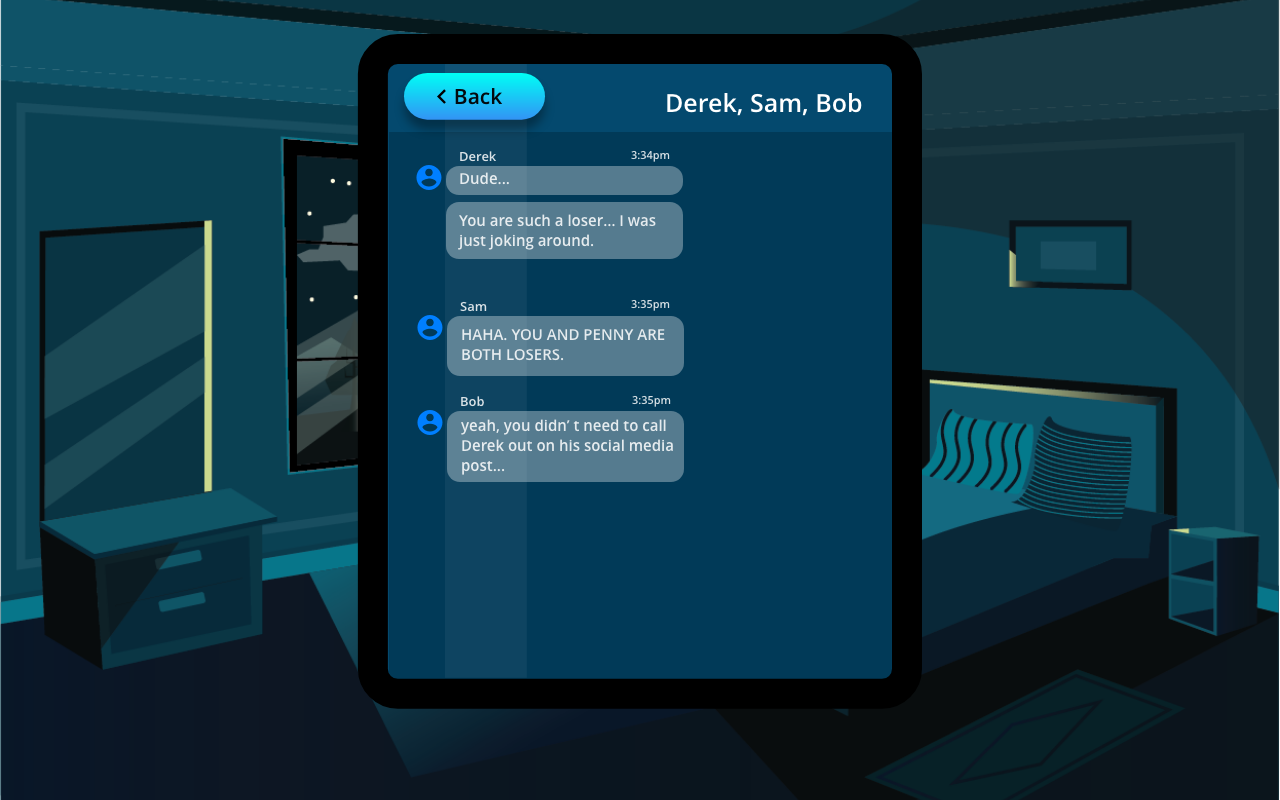 Back
Derek, Sam, Bob
Derek 3:34pm
Dude...
You are such a loser... I was
just joking around.
Sam 3:35pm
HAHA. YOU AND PENNY ARE
BOTH LOSERS.
Bob 3:35pm
yeah, you didn’ t need to call
Derek out on his social media
post...